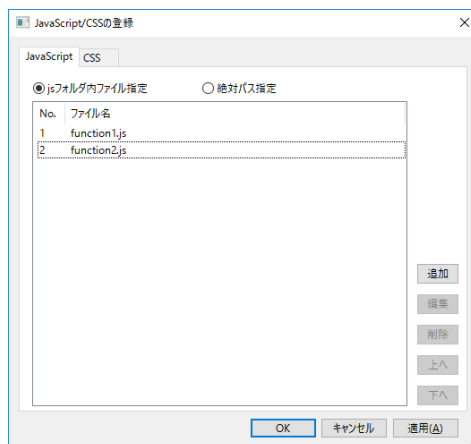 JavaScript/CSSの登録
JavaScript CSS
jsフォルダ内ファイル指定 絶対パス指定
No. ファイル名
1 function1.js
2 function2.js
追加
編集
削除
上へ
下へ
OK キャンセル 適用(A)